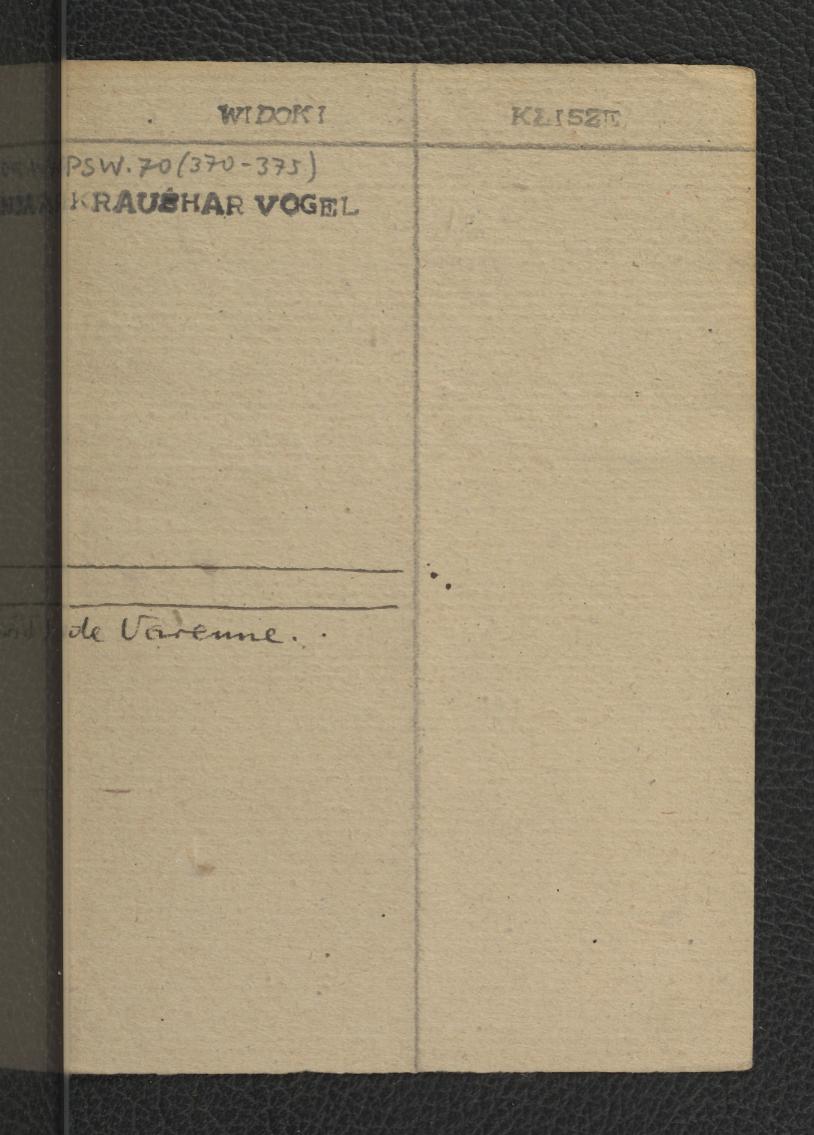 WIDOKI KLISZE
PSW. 70 (370-375)
KRAUSHAR VOGEL
de Varenne.